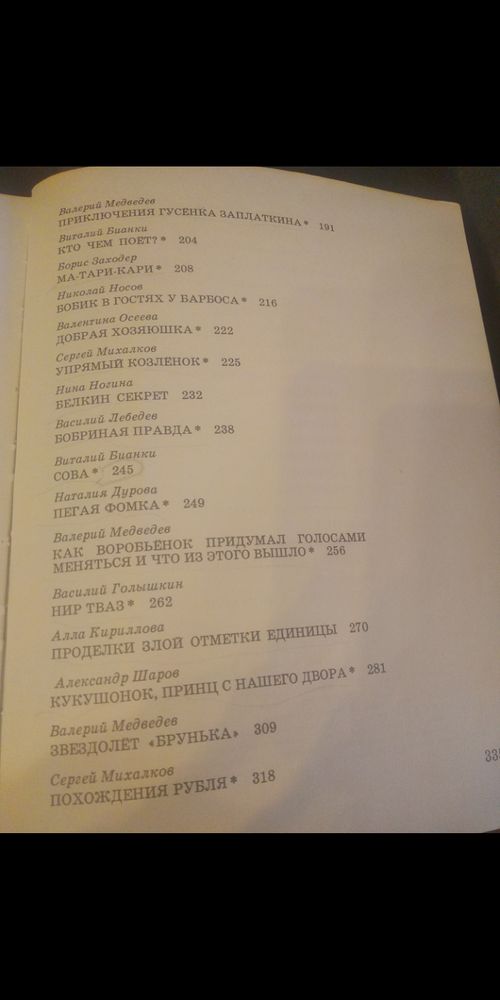 Валерий Медведев
ПРИКЛЮЧЕНИЯ ГУСЕНКА ЗАПЛАТКИНА * 191
Виталий Бианки
КТО ЧЕМ ПОЁТ? * 204
Борис Заходер
МА-ТАРИ-КАРИ * 208
Николай Носов
БОБИК В ГОСТЯХ У БАРБОСА * 216
Валентина Осеева
ДОБРАЯ ХОЗЯЮШКА * 222
Сергей Михалков
УПРЯМЫЙ КОЗЛЁНОК * 225
Нина Ногина
БЕЛКИН СЕКРЕТ 232
Василий Лебедев
БОБРИНАЯ ПРАВДА * 238
Виталий Бианки
СОВА * 245
Наталия Дурова
ПЕГАЯ ФОМКА * 249
Валерий Медведев
КАК ВОРОБЬЁНОК ПРИДУМАЛ ГОЛОСАМИ
МЕНЯТЬСЯ И ЧТО ИЗ ЭТОГО ВЫШЛО * 256
Василий Голышкин
НИР ТВАЗ * 262
Алла Кириллова
ПРОДЕЛКИ ЗЛОЙ ОТМЕТКИ ЕДИНИЦЫ 270
Александр Шаров
КУКУШОНОК, ПРИНЦ С НАШЕГО ДВОРА * 281
Валерий Медведев
ЗВЕЗДОЛЁТ «БРУНЬКА» 309
Сергей Михалков
ПОХОЖДЕНИЯ РУБЛЯ * 318